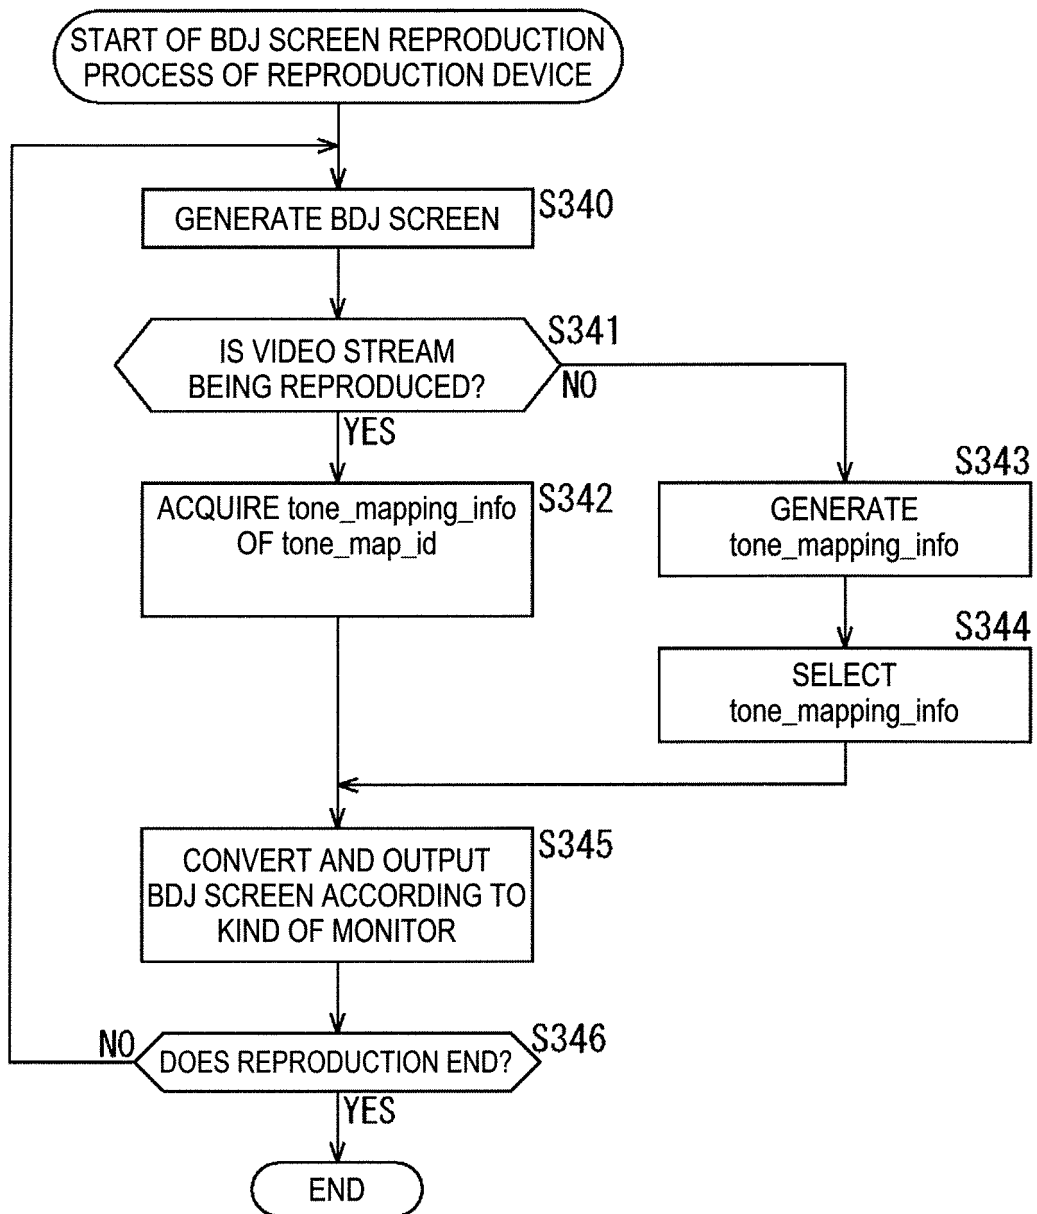 START OF BDJ SCREEN REPRODUCTION
PROCESS OF REPRODUCTION DEVICE
GENERATE BDJ SCREEN
S340
IS VIDEO STREAM
BEING REPRODUCED?
S341
NO
YES
ACQUIRE tone_mapping_info
OF tone_map_id
S342
S343
GENERATE
tone_mapping_info
S344
SELECT
tone_mapping_info
CONVERT AND OUTPUT
BDJ SCREEN ACCORDING TO
KIND OF MONITOR
S345
NO
DOES REPRODUCTION END?
S346
YES
END